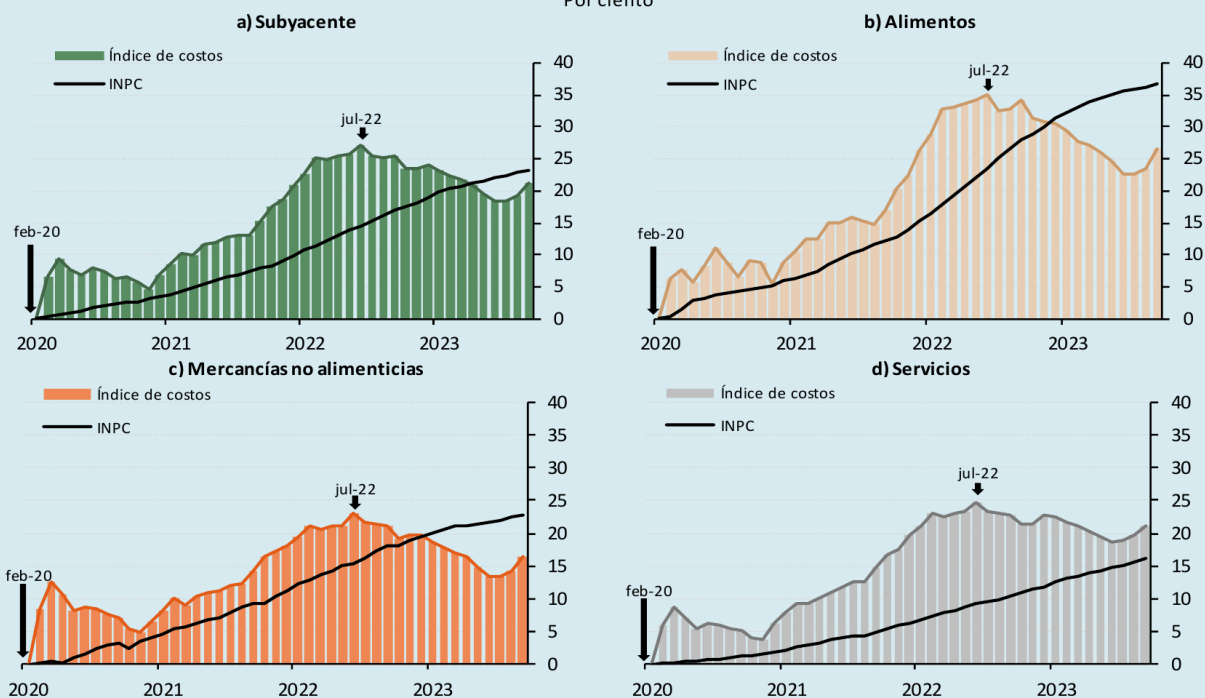 Por ciento
a) Subyacente
Índice de costos
INPC
jul-22
feb-20
40
35
30
25
20
15
10
5
0
2020 2021 2022 2023
b) Alimentos
Índice de costos
INPC
jul-22
feb-20
40
35
30
25
20
15
10
5
0
2020 2021 2022 2023
c) Mercancías no alimenticias
Índice de costos
INPC
jul-22
feb-20
40
35
30
25
20
15
10
5
0
2020 2021 2022 2023
d) Servicios
Índice de costos
INPC
jul-22
feb-20
40
35
30
25
20
15
10
5
0
2020 2021 2022 2023